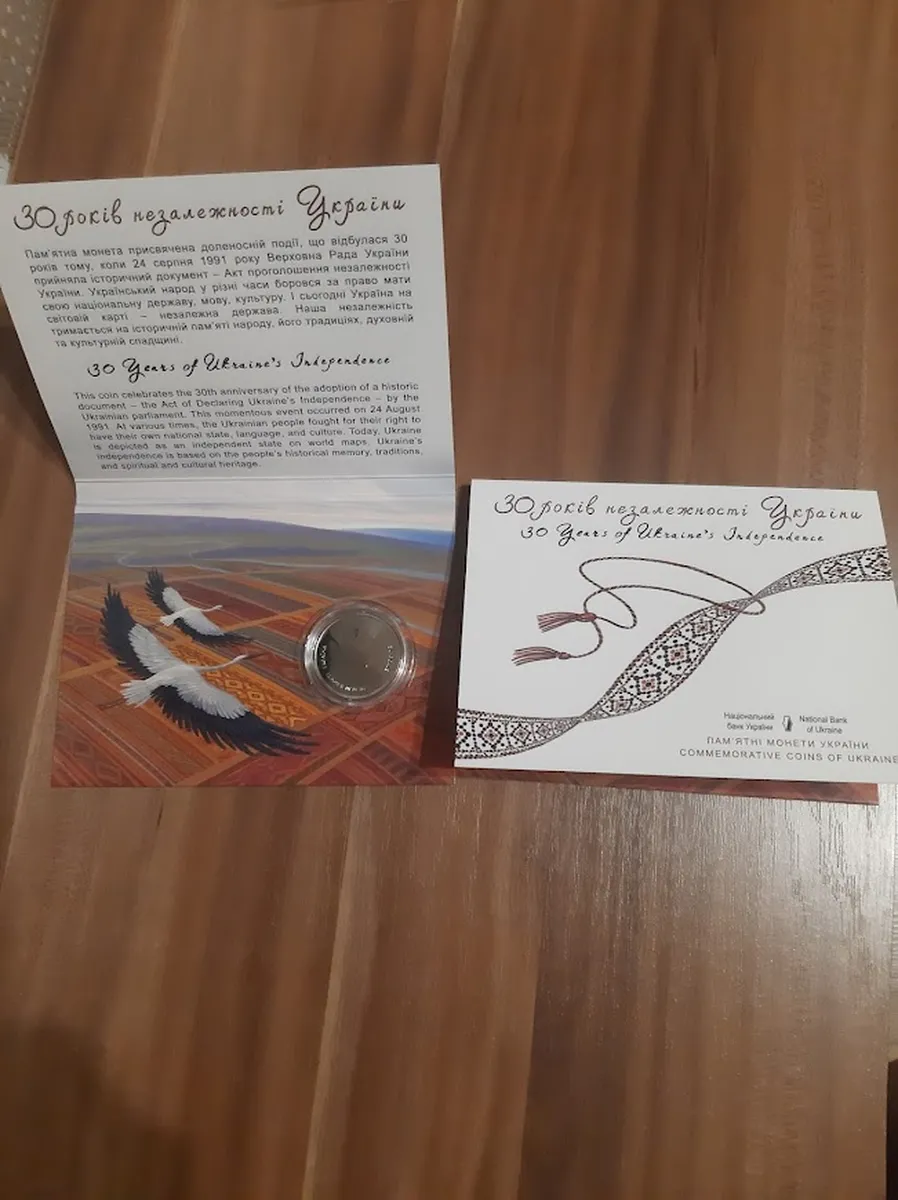 30 років незалежності України
Пам'ятна монета присвячена доленосній події, що відбулася 30
років тому, коли 24 серпня 1991 року Верховна Рада України
прийняла історичний документ – Акт проголошення незалежності
України. Український народ у різні часи боровся за право мати
свою національну державу, мову, культуру. І сьогодні Україна на
світовій карті – незалежна держава. Наша незалежність
тримається на історичній пам'яті народу, його традиціях, духовній
та культурній спадщині.
30 Years of Ukraine's Independence
This coin celebrates the 30th anniversary of the adoption of a historic
document – the Act of Declaring Ukraine's Independence – by the
Ukrainian parliament. This momentous event occurred on 24 August
1991. At various times, the Ukrainian people fought for their right to
have their own national state, language, and culture. Today, Ukraine
is depicted as an independent state on world maps. Ukraine's
independence is based on the people's historical memory, traditions,
and spiritual and cultural heritage.
30 років незалежності України
30 Years of Ukraine's Independence
Національний
банк України
National Bank
of Ukraine
ПАМ'ЯТНІ МОНЕТИ УКРАЇНИ
COMMEMORATIVE COINS OF UKRAINE